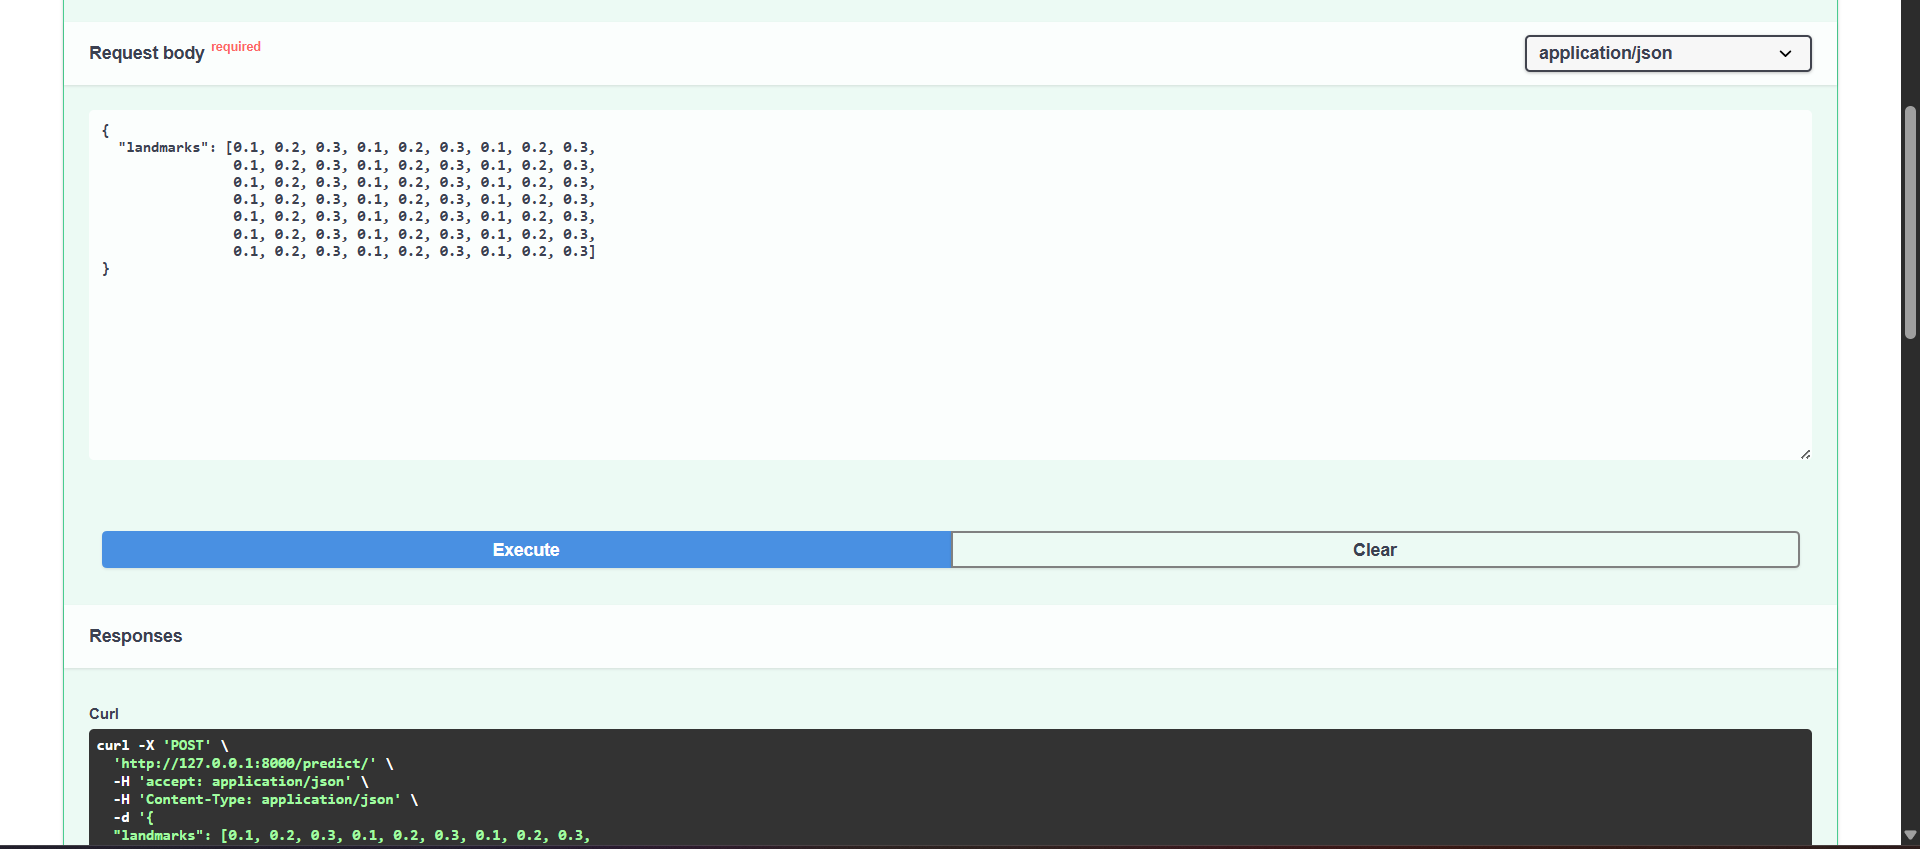 Request body required
application/json
{
  "landmarks": [0.1, 0.2, 0.3, 0.1, 0.2, 0.3, 0.1, 0.2, 0.3,
                0.1, 0.2, 0.3, 0.1, 0.2, 0.3, 0.1, 0.2, 0.3,
                0.1, 0.2, 0.3, 0.1, 0.2, 0.3, 0.1, 0.2, 0.3,
                0.1, 0.2, 0.3, 0.1, 0.2, 0.3, 0.1, 0.2, 0.3,
                0.1, 0.2, 0.3, 0.1, 0.2, 0.3, 0.1, 0.2, 0.3,
                0.1, 0.2, 0.3, 0.1, 0.2, 0.3, 0.1, 0.2, 0.3,
                0.1, 0.2, 0.3, 0.1, 0.2, 0.3, 0.1, 0.2, 0.3]
}
Execute
Clear
Responses
Curl
curl -X 'POST' \
  'http://127.0.0.1:8000/predict/' \
  -H 'accept: application/json' \
  -H 'Content-Type: application/json' \
  -d '{
  "landmarks": [0.1, 0.2, 0.3, 0.1, 0.2, 0.3, 0.1, 0.2, 0.3,